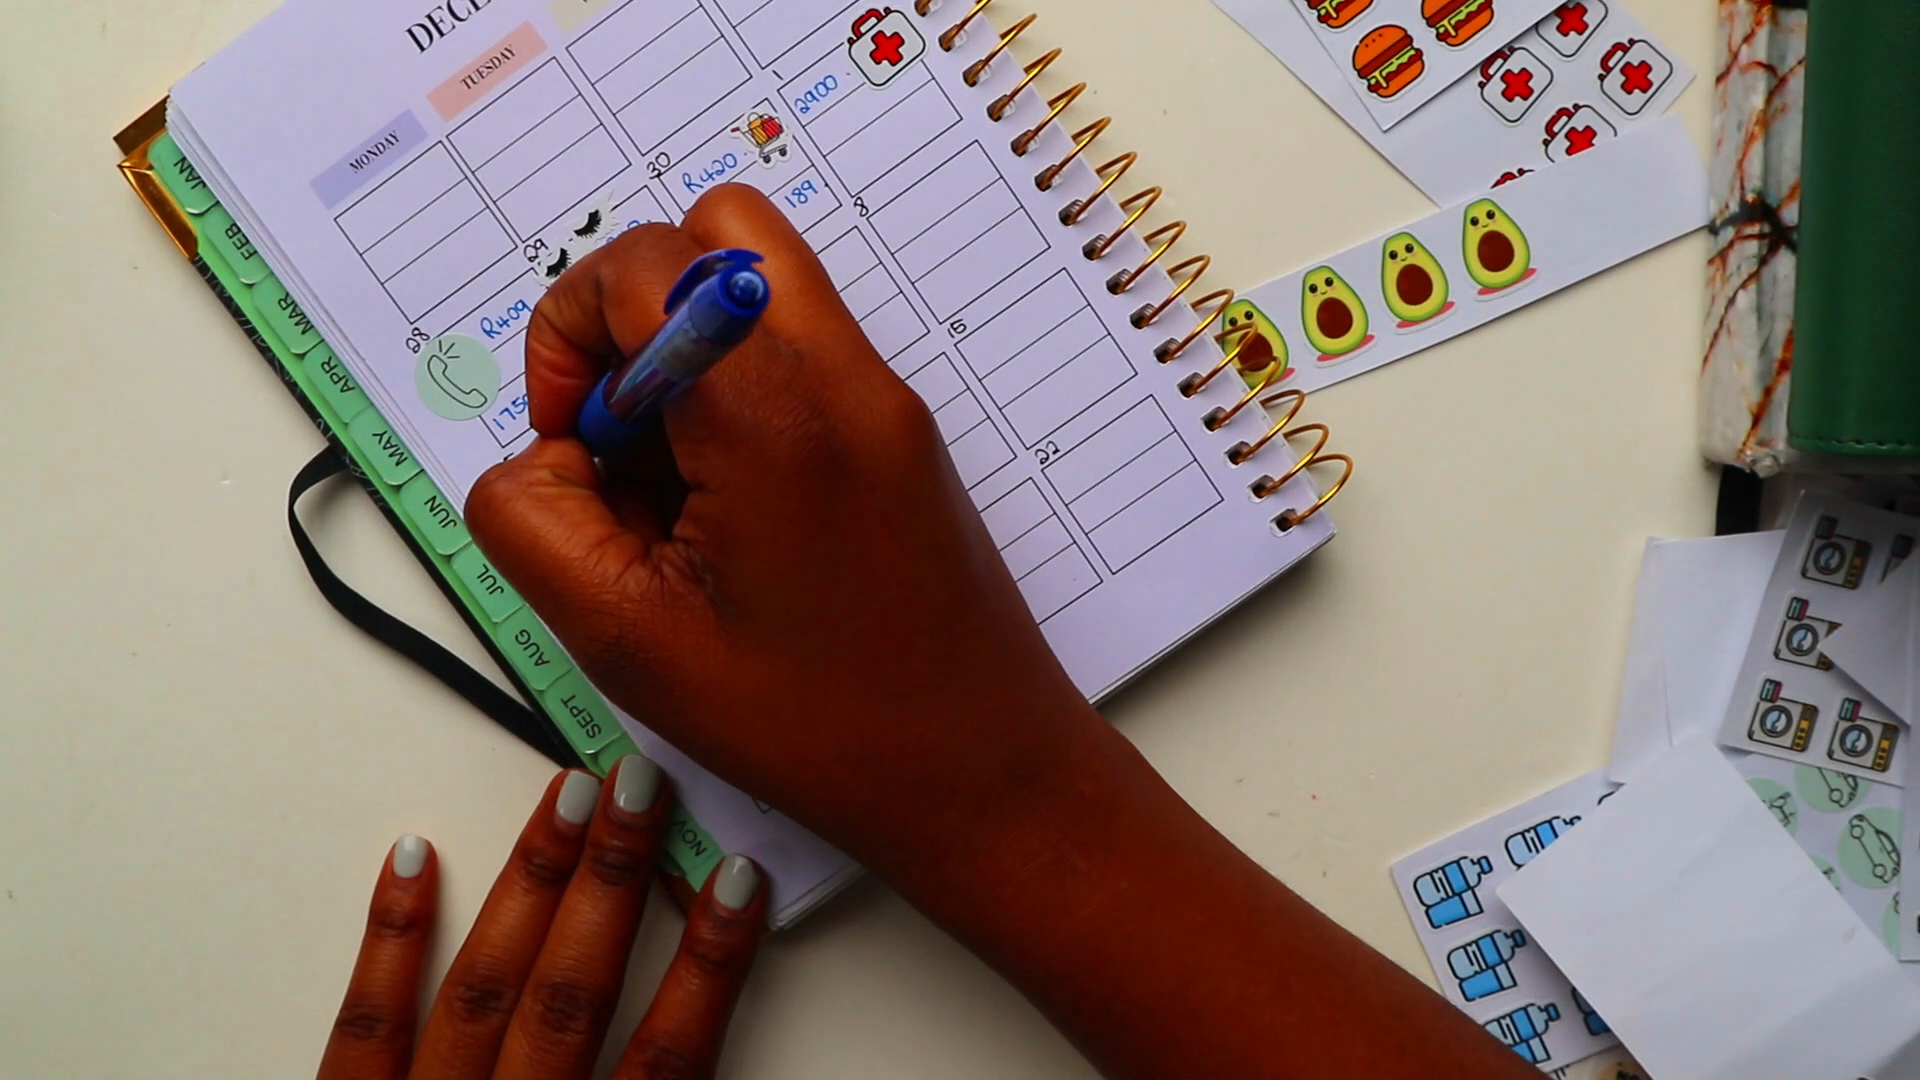 DECE
MONDAY
TUESDAY
28
R409
29
30
R420
189
1
2900
8
15
22
JAN
FEB
MAR
APR
MAY
JUN
JUL
AUG
SEPT
NOV